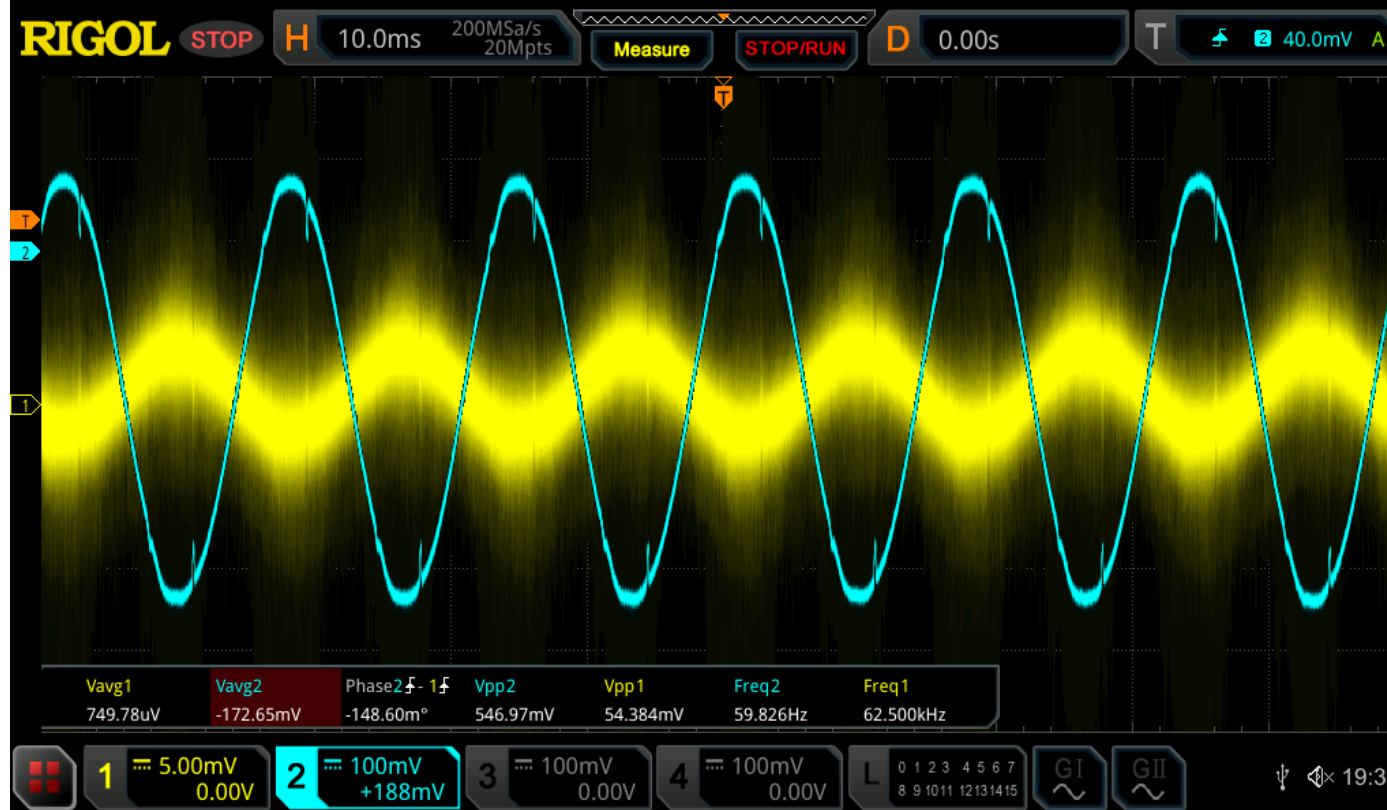 RIGOL STOP H 10.0ms 200MSa/s 20Mpts Measure STOP/RUN D 0.00s T 2 40.0mV A
T
T
2
1
Vavg1 Vavg2 Phase2 - 1 Vpp2 Vpp1 Freq2 Freq1
749.78uV -172.65mV -148.60m° 546.97mV 54.384mV 59.826Hz 62.500kHz
1 5.00mV 0.00V 2 100mV +188mV 3 100mV 0.00V 4 100mV 0.00V L 0 1 2 3 4 5 6 7 8 9 10 11 12 13 14 15 GI GII 19:3